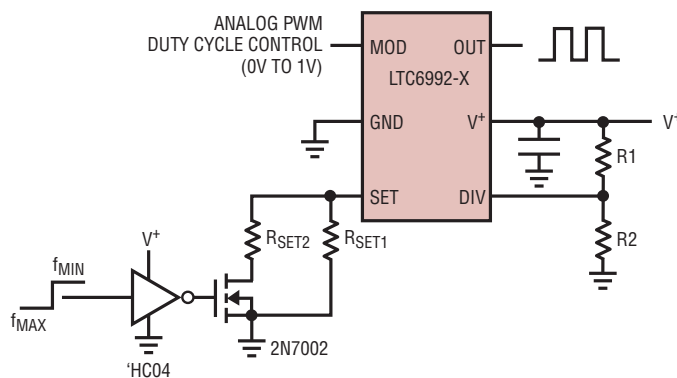 ANALOG PWM
DUTY CYCLE CONTROL
(0V TO 1V)
MOD
OUT
LTC6992-X
GND
V+
SET
DIV
R1
R2
RSET2
RSET1
V+
fMIN
fMAX
'HC04
2N7002